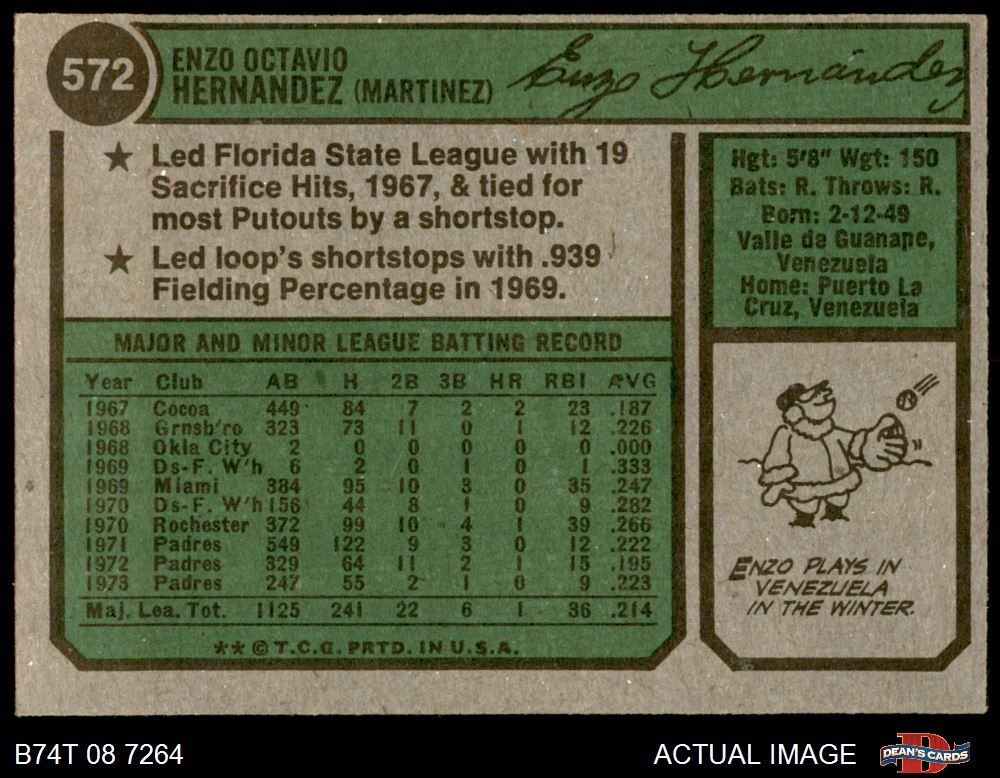 572
ENZO OCTAVIO
HERNANDEZ (MARTINEZ)
Enzo Hernández
★ Led Florida State League with 19
Sacrifice Hits, 1967, & tied for
most Putouts by a shortstop.
★ Led loop's shortstops with .939
Fielding Percentage in 1969.
Hgt: 5'8" Wgt: 150
Bats: R. Throws: R.
Born: 2-12-49
Valle de Guanape,
Venezuela
Home: Puerto La
Cruz, Venezuela
MAJOR AND MINOR LEAGUE BATTING RECORD
Year Club AB H 2B 3B HR RBI AVG
1967 Cocoa 449 84 7 2 2 23 .187
1968 Grnsb'ro 323 73 11 0 1 12 .226
1968 Okla City 2 0 0 0 0 0 .000
1969 Ds-F. W'h 6 2 0 1 0 1 .333
1969 Miami 384 95 10 3 0 35 .247
1970 Ds-F. W'h 156 44 8 1 0 9 .282
1970 Rochester 372 99 10 4 1 39 .266
1971 Padres 549 122 9 3 0 12 .222
1972 Padres 329 64 11 2 1 15 .195
1973 Padres 247 55 2 1 0 9 .223
Maj. Lea. Tot. 1125 241 22 6 1 36 .214
** © T.C.G. PRTD. IN U.S.A.
ENZO PLAYS IN
VENEZUELA
IN THE WINTER.
B74T 08 7264
ACTUAL IMAGE
DEAN'S CARDS